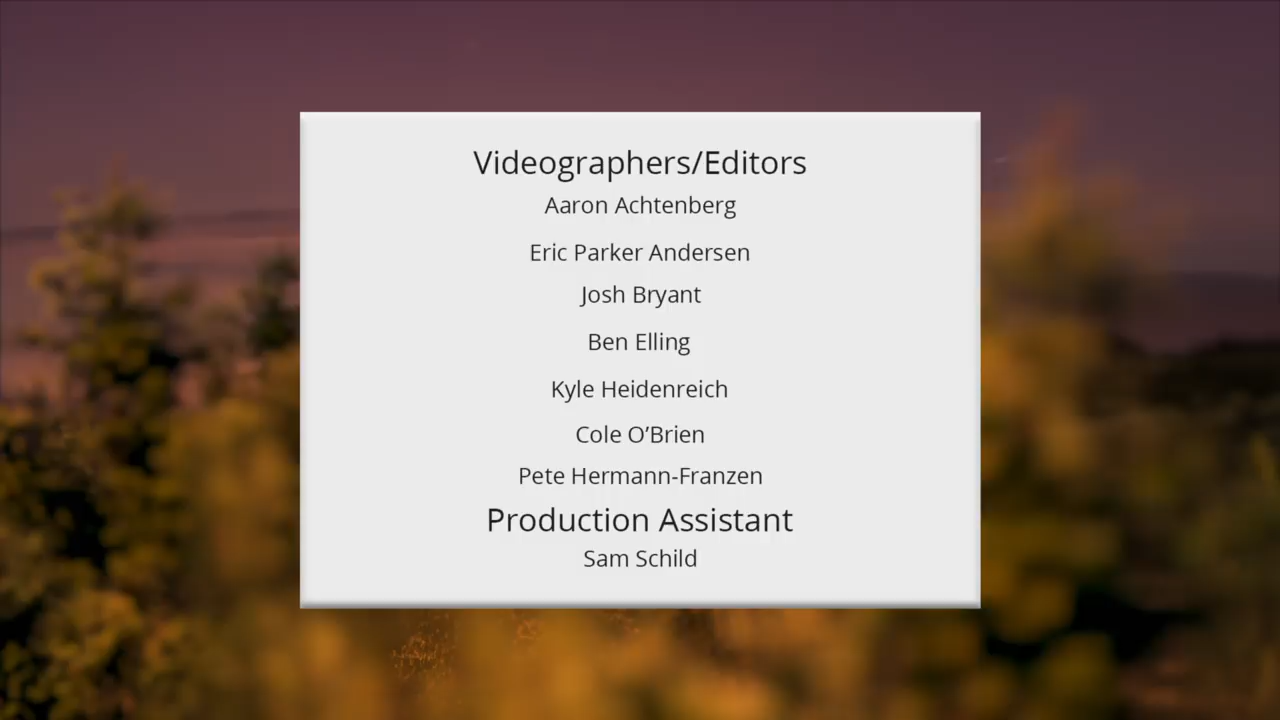 Videographers/Editors
Aaron Achtenberg
Eric Parker Andersen
Josh Bryant
Ben Elling
Kyle Heidenreich
Cole O’Brien
Pete Hermann-Franzen
Production Assistant
Sam Schild